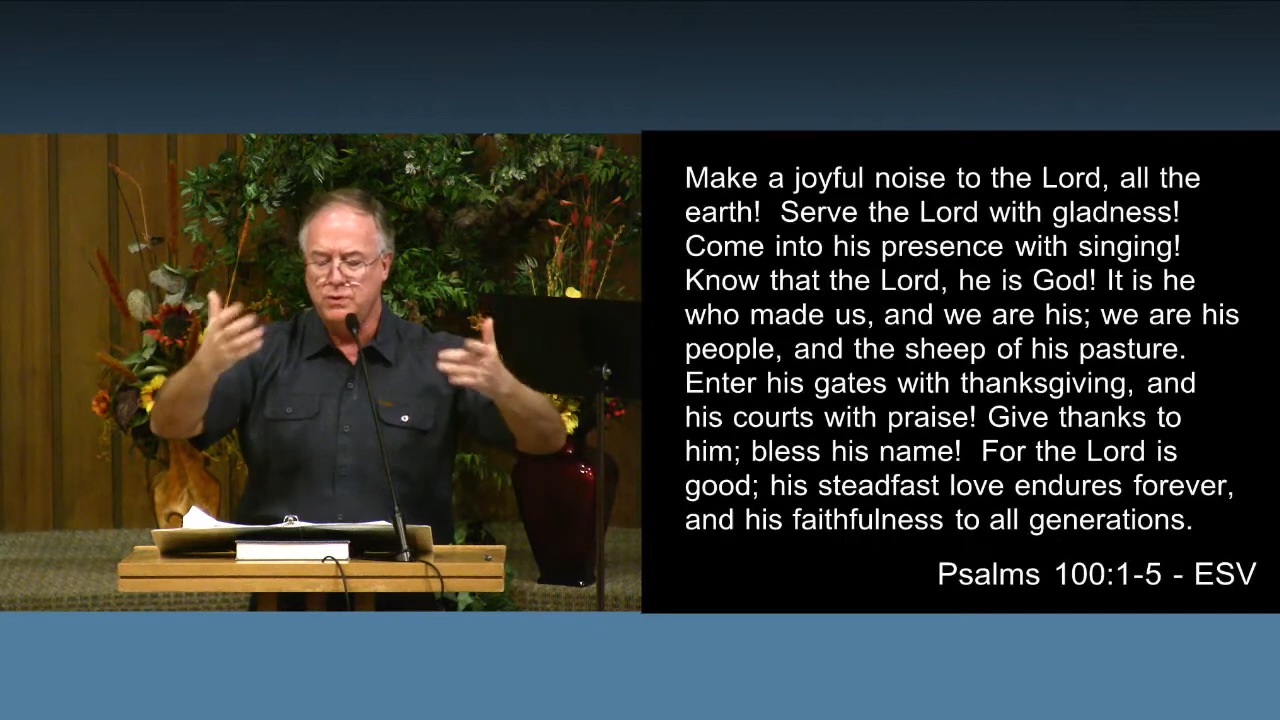 Make a joyful noise to the Lord, all the
earth!  Serve the Lord with gladness!
Come into his presence with singing!
Know that the Lord, he is God! It is he
who made us, and we are his; we are his
people, and the sheep of his pasture.
Enter his gates with thanksgiving, and
his courts with praise! Give thanks to
him; bless his name!  For the Lord is
good; his steadfast love endures forever,
and his faithfulness to all generations.
Psalms 100:1-5 - ESV